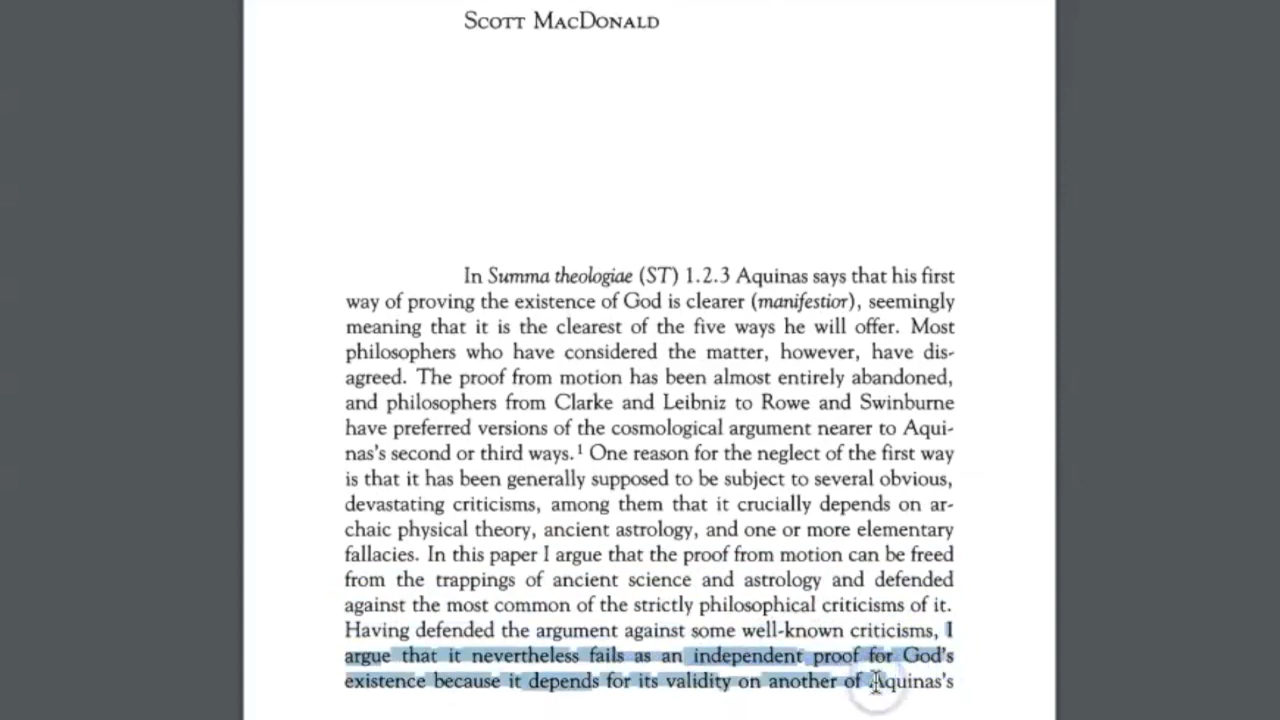 SCOTT MACDONALD
In Summa theologiae (ST) 1.2.3 Aquinas says that his first
way of proving the existence of God is clearer (manifestior), seemingly
meaning that it is the clearest of the five ways he will offer. Most
philosophers who have considered the matter, however, have dis-
agreed. The proof from motion has been almost entirely abandoned,
and philosophers from Clarke and Leibniz to Rowe and Swinburne
have preferred versions of the cosmological argument nearer to Aqui-
nas's second or third ways.¹ One reason for the neglect of the first way
is that it has been generally supposed to be subject to several obvious,
devastating criticisms, among them that it crucially depends on ar-
chaic physical theory, ancient astrology, and one or more elementary
fallacies. In this paper I argue that the proof from motion can be freed
from the trappings of ancient science and astrology and defended
against the most common of the strictly philosophical criticisms of it.
Having defended the argument against some well-known criticisms, I
argue that it nevertheless fails as an independent proof for God's
existence because it depends for its validity on another of Aquinas's